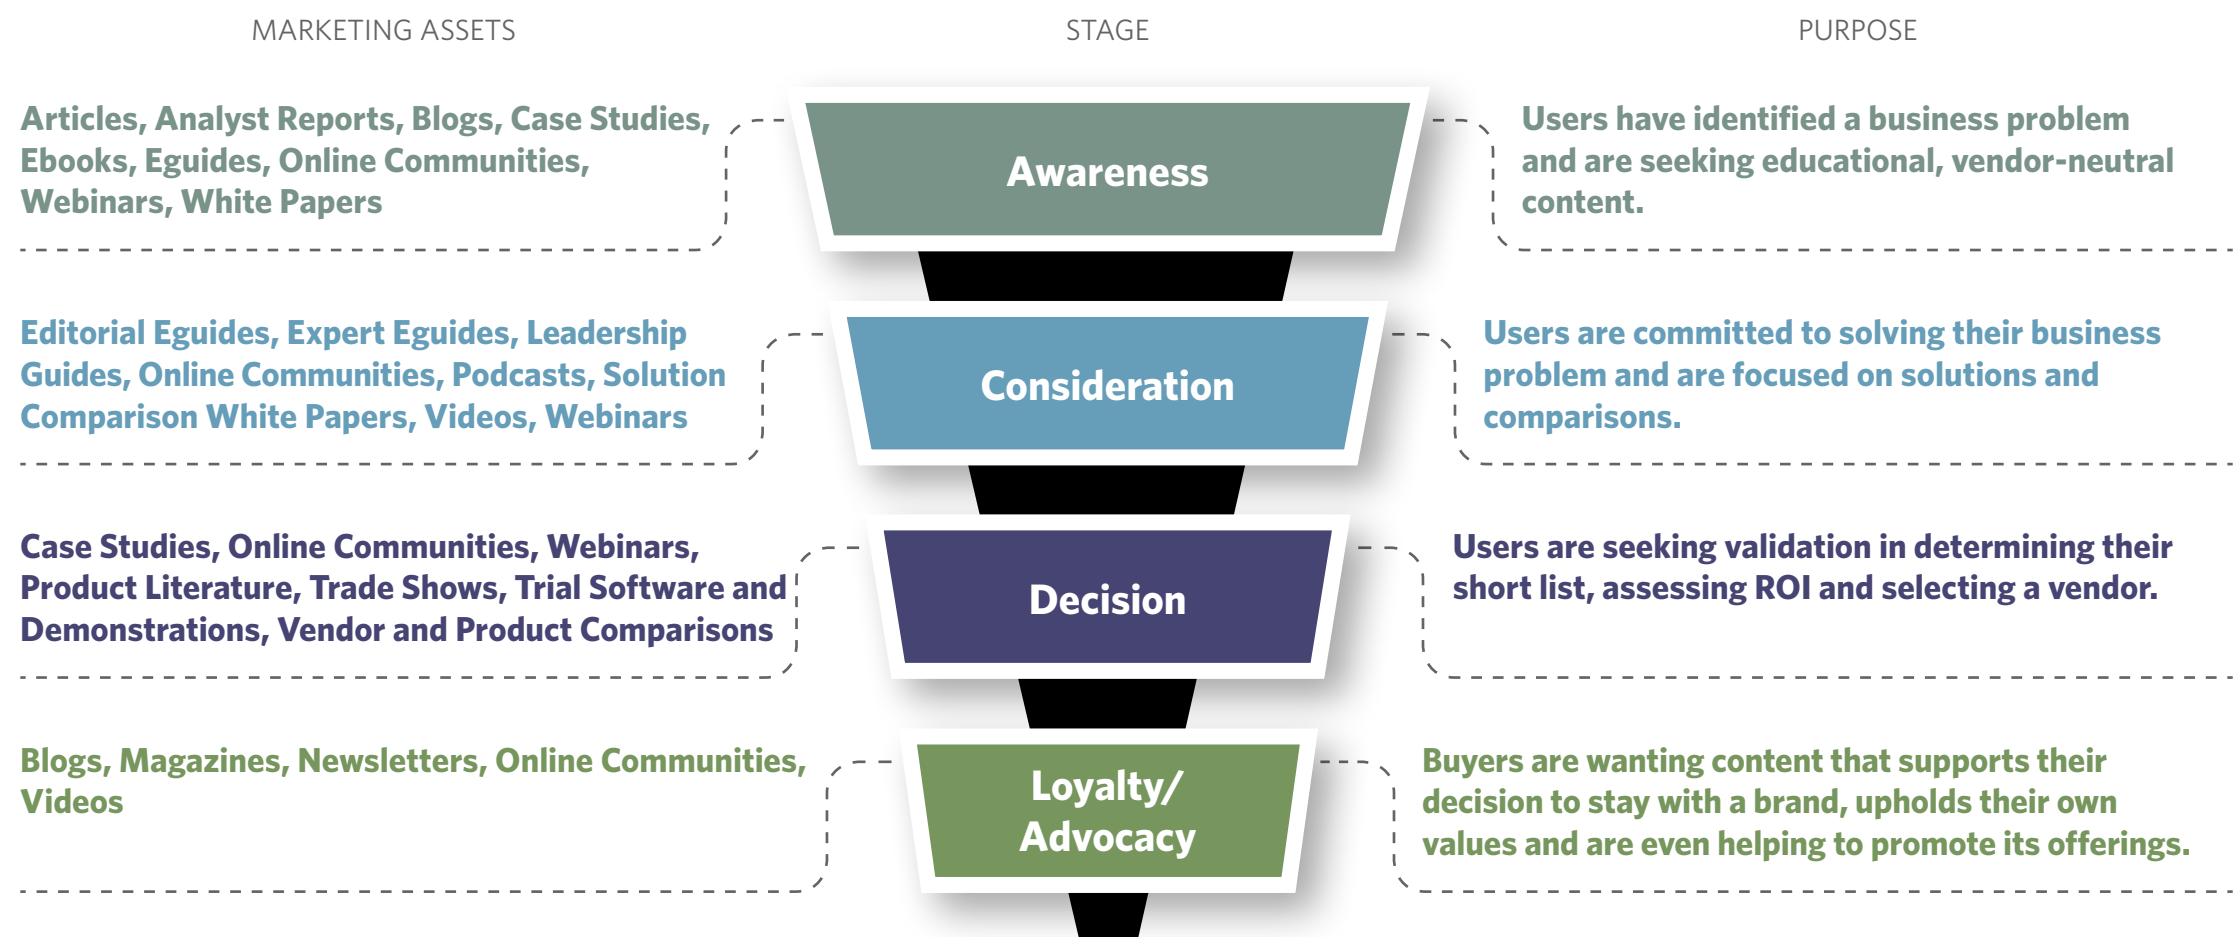 MARKETING ASSETS
STAGE
PURPOSE
Articles, Analyst Reports, Blogs, Case Studies,
Ebooks, Eguides, Online Communities,
Webinars, White Papers
Awareness
Users have identified a business problem
and are seeking educational, vendor-neutral
content.
Editorial Eguides, Expert Eguides, Leadership
Guides, Online Communities, Podcasts, Solution
Comparison White Papers, Videos, Webinars
Consideration
Users are committed to solving their business
problem and are focused on solutions and
comparisons.
Case Studies, Online Communities, Webinars,
Product Literature, Trade Shows, Trial Software and
Demonstrations, Vendor and Product Comparisons
Decision
Users are seeking validation in determining their
short list, assessing ROI and selecting a vendor.
Blogs, Magazines, Newsletters, Online Communities,
Videos
Loyalty/
Advocacy
Buyers are wanting content that supports their
decision to stay with a brand, upholds their own
values and are even helping to promote its offerings.